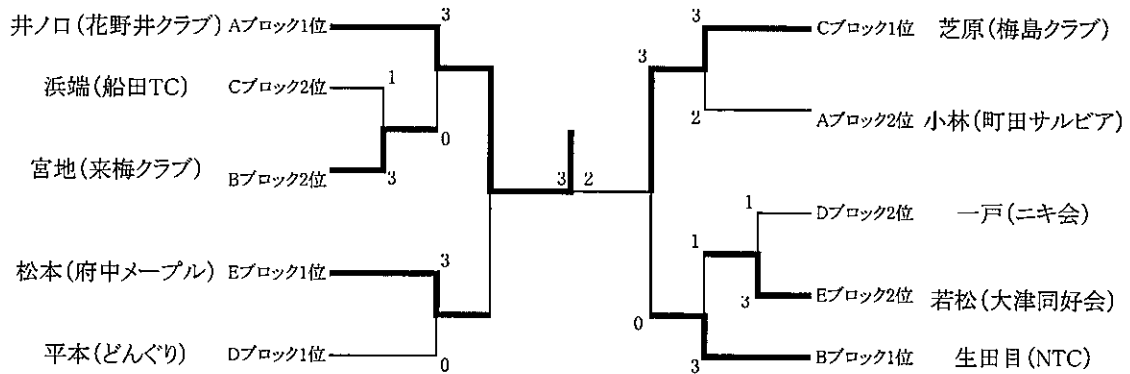 井ノ口(花野井クラブ) Aブロック1位
3
浜端(船田TC) Cブロック2位
1
0
宮地(来梅クラブ) Bブロック2位
3
松本(府中メープル) Eブロック1位
3
平本(どんぐり) Dブロック1位
0
3 2
3
Cブロック1位 芝原(梅島クラブ)
3
2
Aブロック2位 小林(町田サルビア)
1
Dブロック2位 一戸(ニキ会)
1
3
Eブロック2位 若松(大津同好会)
0
3
Bブロック1位 生田目(NTC)